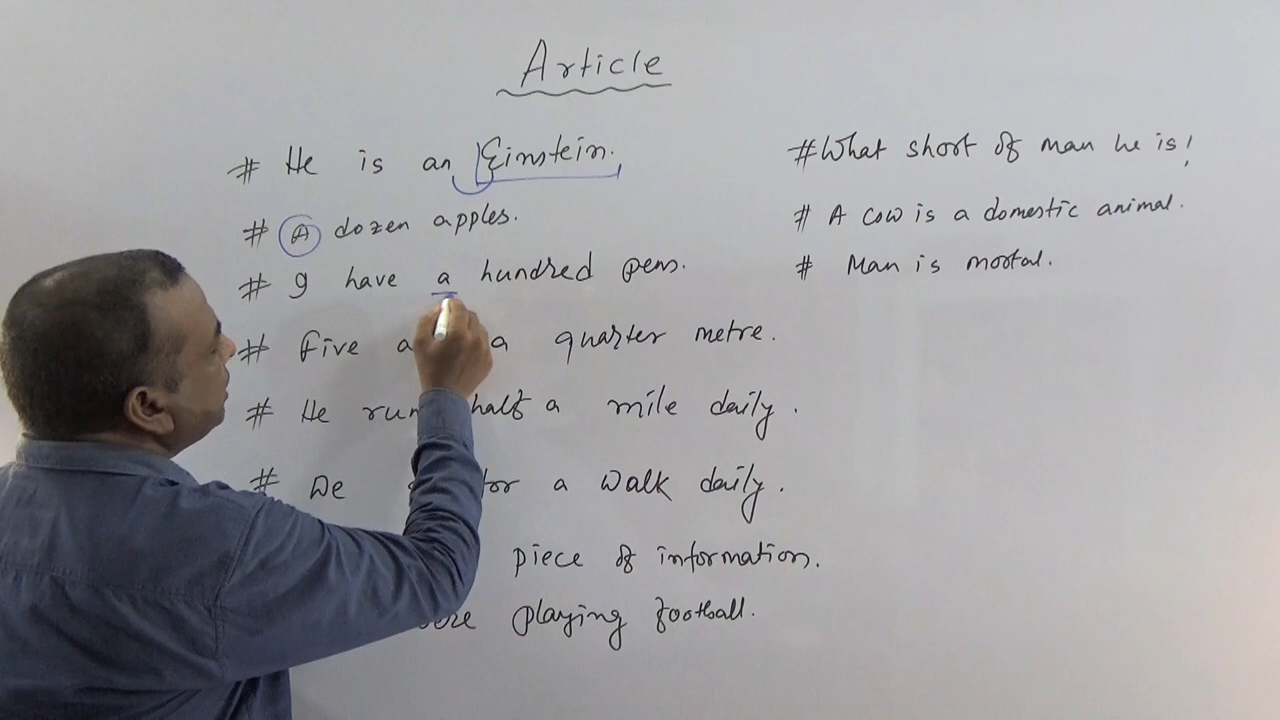 Article
# He is an Einstein.
# A dozen apples.
# I have a hundred pens.
# Five a quarter metre.
# He half a mile daily.
# We for a walk daily.
piece of information.
playing football.
#What short of man he is!
# A cow is a domestic animal.
# Man is mortal.